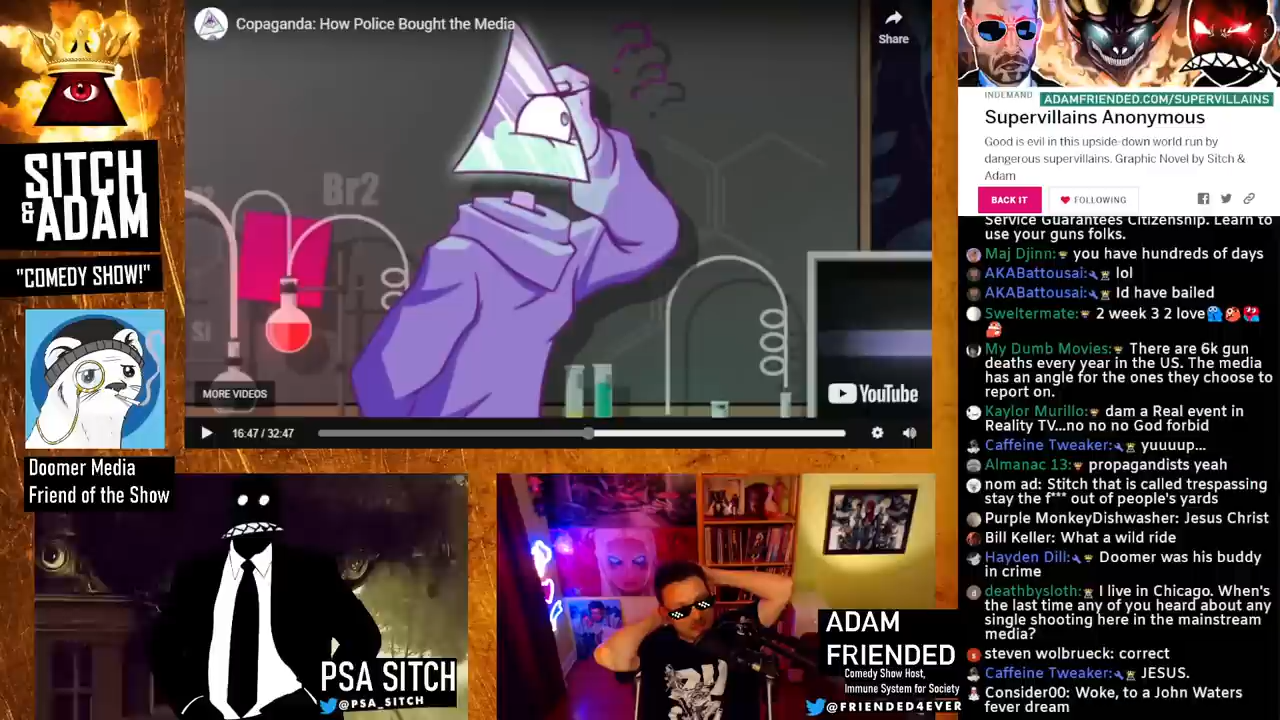 Copaganda: How Police Bought the Media
Share
Br2
SI
MORE VIDEOS
YouTube
16:47 / 32:47
SITCH
& ADAM
"COMEDY SHOW!"
Doomer Media
Friend of the Show
PSA SITCH
@PSA_SITCH
ADAM
FRIENDED
Comedy Show Host,
Immune System for Society
@FRIENDED4EVER
INDEMAND
ADAMFRIENDED.COM/SUPERVILLAINS
Supervillains Anonymous
Good is evil in this upside-down world run by
dangerous supervillains. Graphic Novel by Sitch &
Adam
BACK IT
FOLLOWING
Service Guarantees Citizenship. Learn to
use your guns folks.
Maj Djinn: you have hundreds of days
AKABattousai: lol
AKABattousai: Id have bailed
Sweltermate: 2 week 3 2 love
My Dumb Movies: There are 6k gun
deaths every year in the US. The media
has an angle for the ones they choose to
report on.
Kaylor Murillo: dam a Real event in
Reality TV...no no no God forbid
Caffeine Tweaker: yuuuup...
Almanac 13: propagandists yeah
nom ad: Stitch that is called trespassing
stay the f*** out of people's yards
Purple MonkeyDishwasher: Jesus Christ
Bill Keller: What a wild ride
Hayden Dill: Doomer was his buddy
in crime
deathbysloth: I live in Chicago. When's
the last time any of you heard about any
single shooting here in the mainstream
media?
steven wolbrueck: correct
Caffeine Tweaker: JESUS.
Consider00: Woke, to a John Waters
fever dream